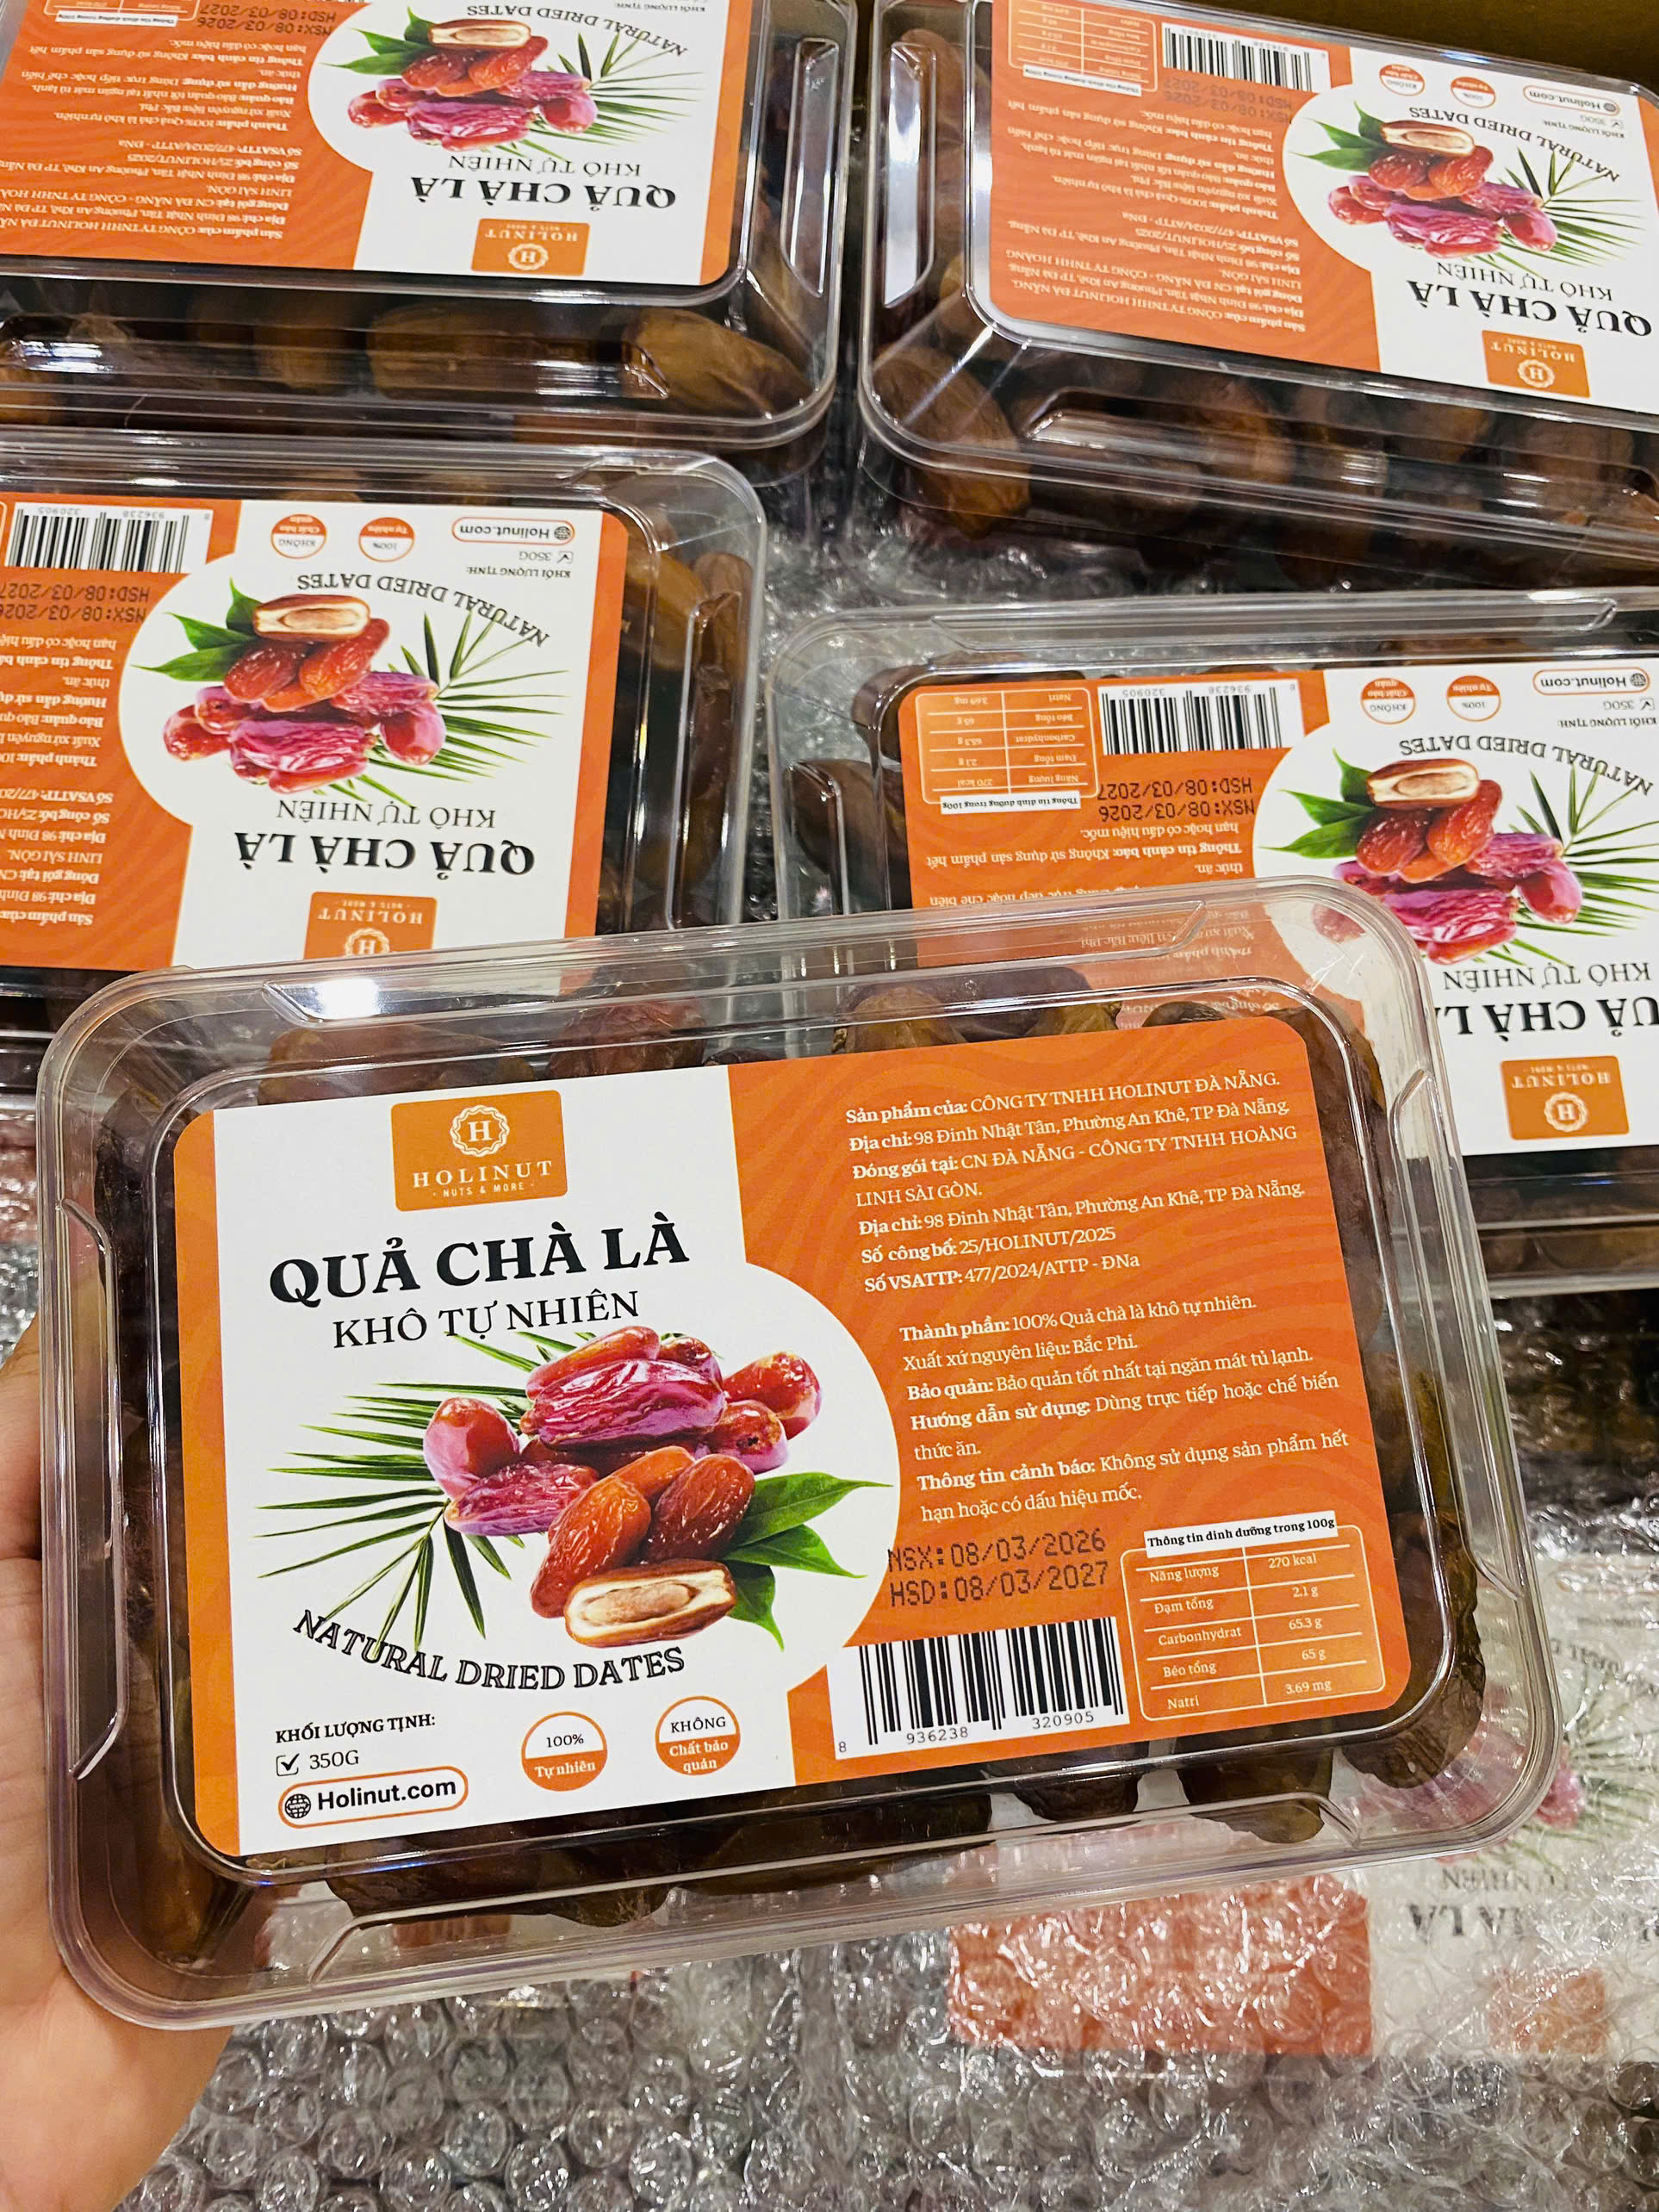 HOLINUT
· NUTS & MORE ·
QUẢ CHÀ LÀ
KHÔ TỰ NHIÊN
NATURAL DRIED DATES
KHỐI LƯỢNG TỊNH:
350G
Holinut.com
100%
Tự nhiên
KHÔNG
Chất bảo
quản
Sản phẩm của: CÔNG TY TNHH HOLINUT ĐÀ NẴNG.
Địa chỉ: 98 Đinh Nhật Tân, Phường An Khê, TP Đà Nẵng.
Đóng gói tại: CN ĐÀ NẴNG - CÔNG TY TNHH HOÀNG
LINH SÀI GÒN.
Địa chỉ: 98 Đinh Nhật Tân, Phường An Khê, TP Đà Nẵng.
Số công bố: 25/HOLINUT/2025
Số VSATTP: 477/2024/ATTP - ĐNa
Thành phần: 100% Quả chà là khô tự nhiên.
Xuất xứ nguyên liệu: Bắc Phi.
Bảo quản: Bảo quản tốt nhất tại ngăn mát tủ lạnh.
Hướng dẫn sử dụng: Dùng trực tiếp hoặc chế biến
thức ăn.
Thông tin cảnh báo: Không sử dụng sản phẩm hết
hạn hoặc có dấu hiệu mốc.
NSX:08/03/2026
HSD:08/03/2027
8 936238 320905
Thông tin dinh dưỡng trong 100g
Năng lượng 270 kcal
Đạm tổng 2.1 g
Carbonhydrat 65.3 g
Béo tổng 65 g
Natri 3.69 mg